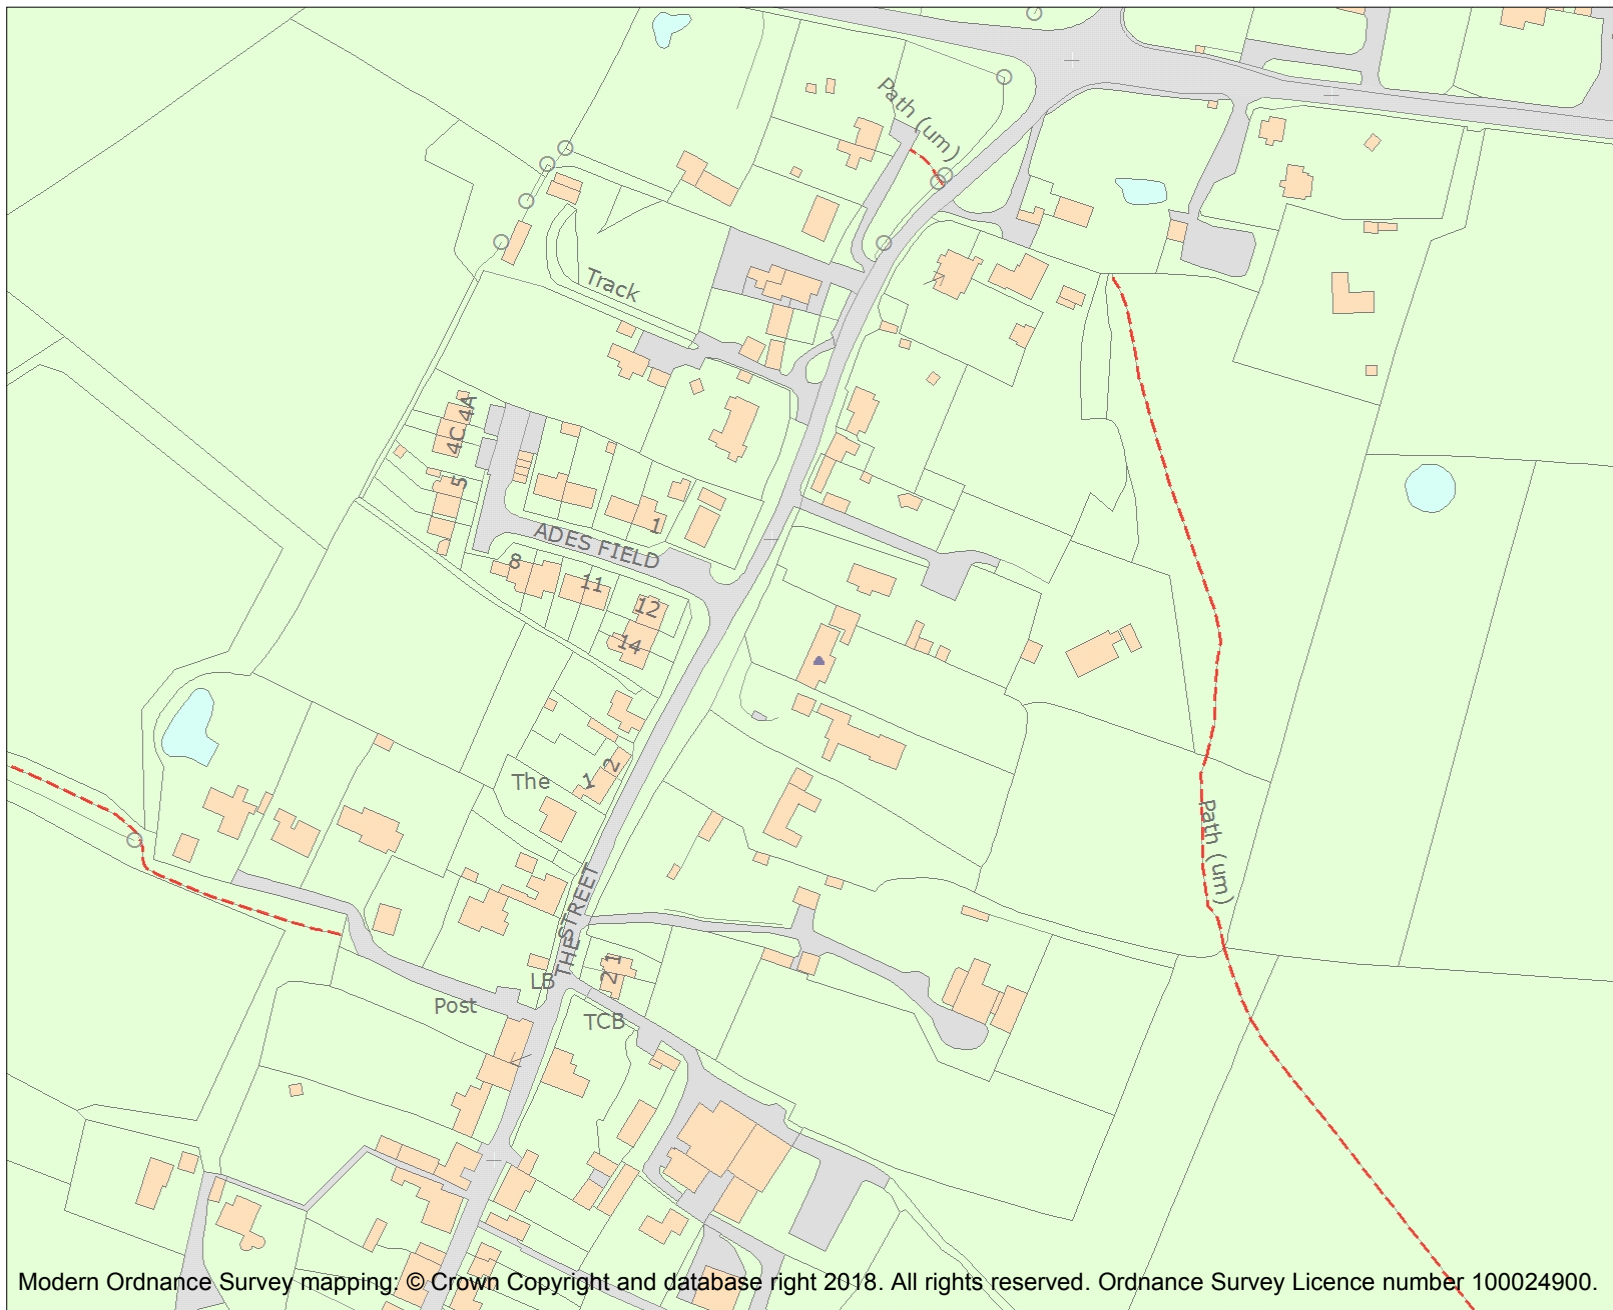 Path (um)
Track
4C 4A
5
1
ADES FIELD
8
11
12
14
2
1
The
Path (um)
THE STREET
1
2
LB
Post
TCB
Modern Ordnance Survey mapping: © Crown Copyright and database right 2018. All rights reserved. Ordnance Survey Licence number 100024900.